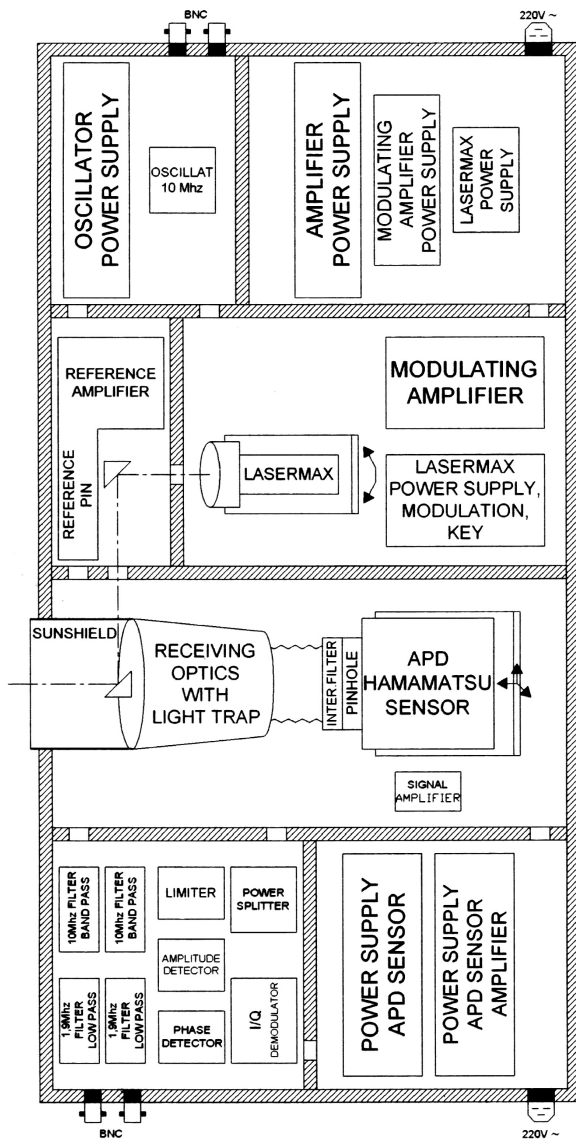 BNC
220V ~
OSCILLATOR
POWER SUPPLY
OSCILLAT
10 Mhz
AMPLIFIER
POWER SUPPLY
MODULATING
AMPLIFIER
POWER SUPPLY
LASERMAX
POWER
SUPPLY
REFERENCE
AMPLIFIER
REFERENCE
PIN
LASERMAX
MODULATING
AMPLIFIER
LASERMAX
POWER SUPPLY,
MODULATION,
KEY
SUNSHIELD
RECEIVING
OPTICS
WITH
LIGHT TRAP
INTER.FILTER
PINHOLE
APD
HAMAMATSU
SENSOR
SIGNAL
AMPLIFIER
10Mhz FILTER
BAND PASS
10Mhz FILTER
BAND PASS
LIMITER
POWER
SPLITTER
AMPLITUDE
DETECTOR
1,9Mhz
FILTER
LOW PASS
1,9Mhz
FILTER
LOW PASS
PHASE
DETECTOR
I/Q
DEMODULATOR
POWER SUPPLY
APD SENSOR
POWER SUPPLY
APD SENSOR
AMPLIFIER
BNC
220V ~